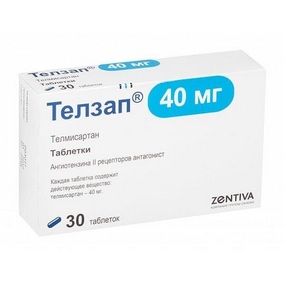 Телзап® 40 мг
Телмисартан
Таблетки
Ангиотензина II рецепторов антагонист
Каждая таблетка содержит
действующее вещество
телмисартан – 40 мг.
30 таблеток
ZENTIVA